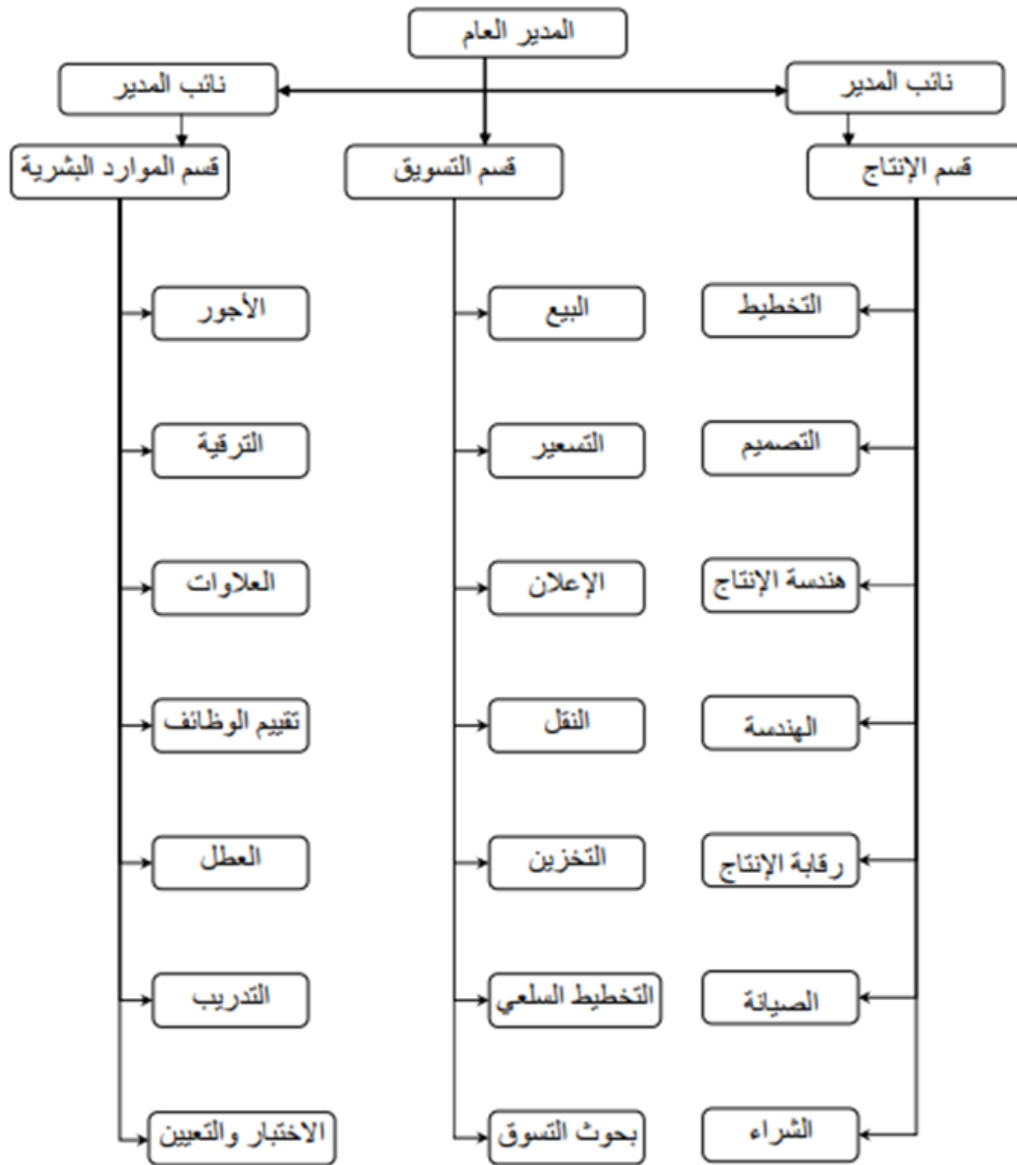 المدير العام
نائب المدير
نائب المدير
قسم الإنتاج
قسم التسويق
قسم الموارد البشرية
التخطيط
البيع
الأجور
التصميم
التسعير
الترقية
هندسة الإنتاج
الإعلان
العلاوات
الهندسة
النقل
تقييم الوظائف
رقابة الإنتاج
التخزين
العطل
الصيانة
التخطيط السلعي
التدريب
الشراء
بحوث التسوق
الاختبار والتعيين